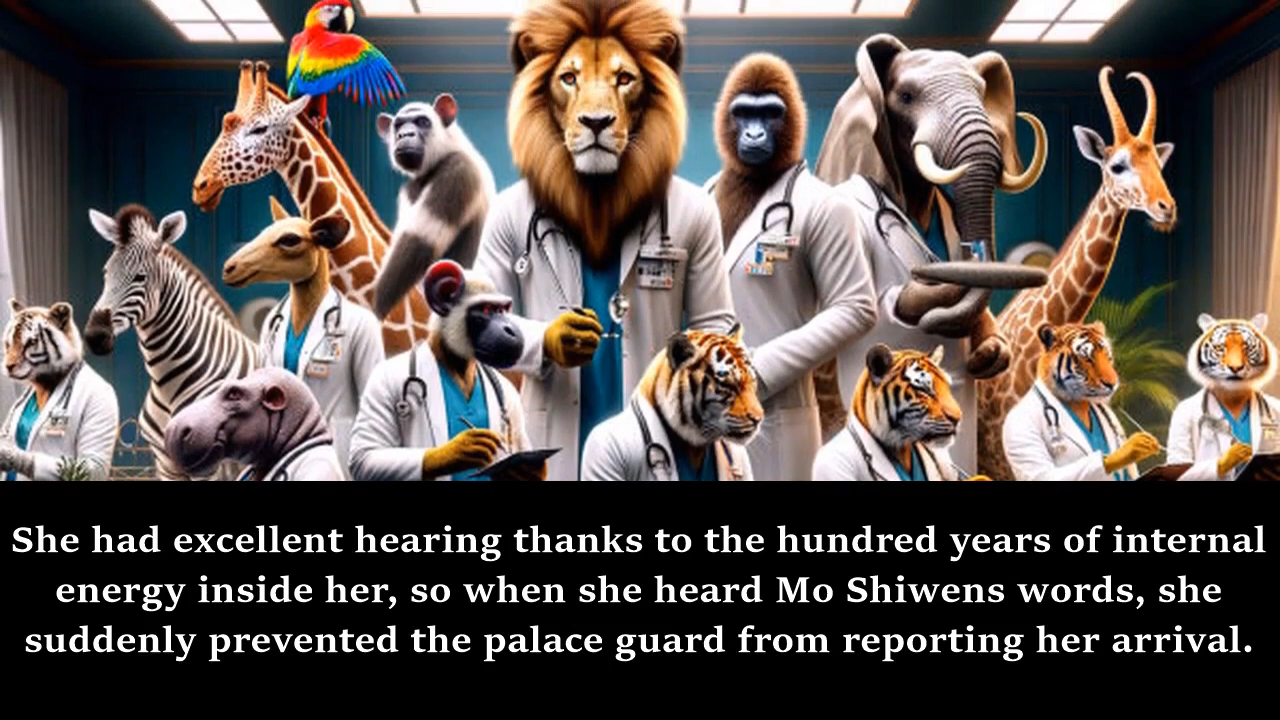 She had excellent hearing thanks to the hundred years of internal
energy inside her, so when she heard Mo Shiwens words, she
suddenly prevented the palace guard from reporting her arrival.